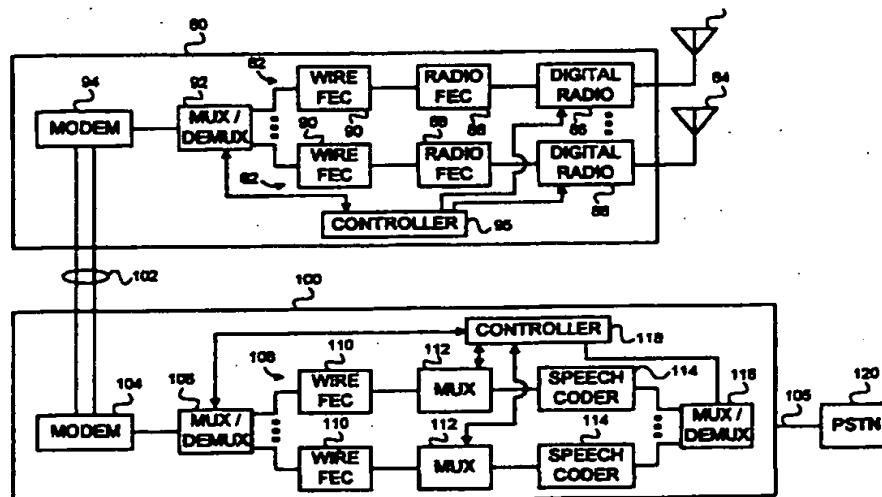 80
94
92
82
WIRE FEC
RADIO FEC
DIGITAL RADIO
84
MODEM
MUX / DEMUX
90
90
88
88
86
WIRE FEC
RADIO FEC
DIGITAL RADIO
82
86
CONTROLLER
95
102
100
CONTROLLER
118
104
106
108
110
112
114
116
120
WIRE FEC
MUX
SPEECH CODER
105
MODEM
MUX / DEMUX
110
112
114
MUX / DEMUX
PSTN
WIRE FEC
MUX
SPEECH CODER